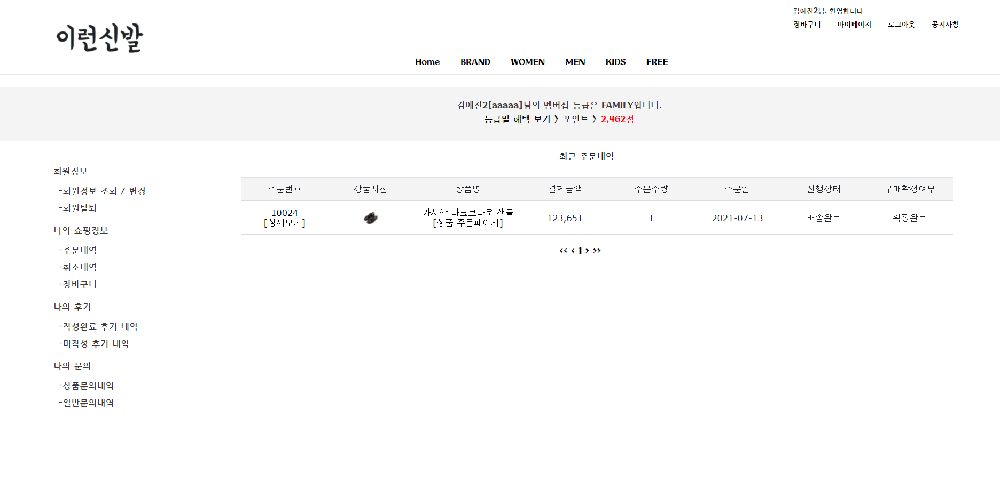 김예진2님. 환영합니다
장바구니 마이페이지 로그아웃 공지사항
이런신발
Home BRAND WOMEN MEN KIDS FREE
김예진2[aaaaa]님의 멤버십 등급은 FAMILY입니다.
등급별 혜택 보기 > 포인트 > 2,462점
회원정보
-회원정보 조회 / 변경
-회원탈퇴
나의 쇼핑정보
-주문내역
-취소내역
-장바구니
나의 후기
-작성완료 후기 내역
-미작성 후기 내역
나의 문의
-상품문의내역
-일반문의내역
최근 주문내역
주문번호 상품사진 상품명 결제금액 주문수량 주문일 진행상태 구매확정여부
10024 카시안 다크브라운 샌들 123,651 1 2021-07-13 배송완료 확정완료
[상세보기] [상품 주문페이지]
<< < 1 > >>